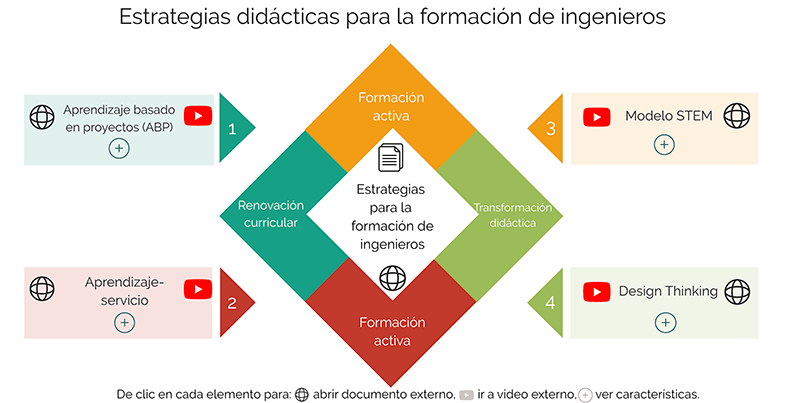 Estrategias didácticas para la formación de ingenieros
Aprendizaje basado
en proyectos (ABP)
1
Formación
activa
3
Modelo STEM
Renovación
curricular
Estrategias
para la
formación de
ingenieros
Transformación
didáctica
Aprendizaje-
servicio
2
Formación
activa
4
Design Thinking
De clic en cada elemento para: abrir documento externo, ir a video externo, ver características.